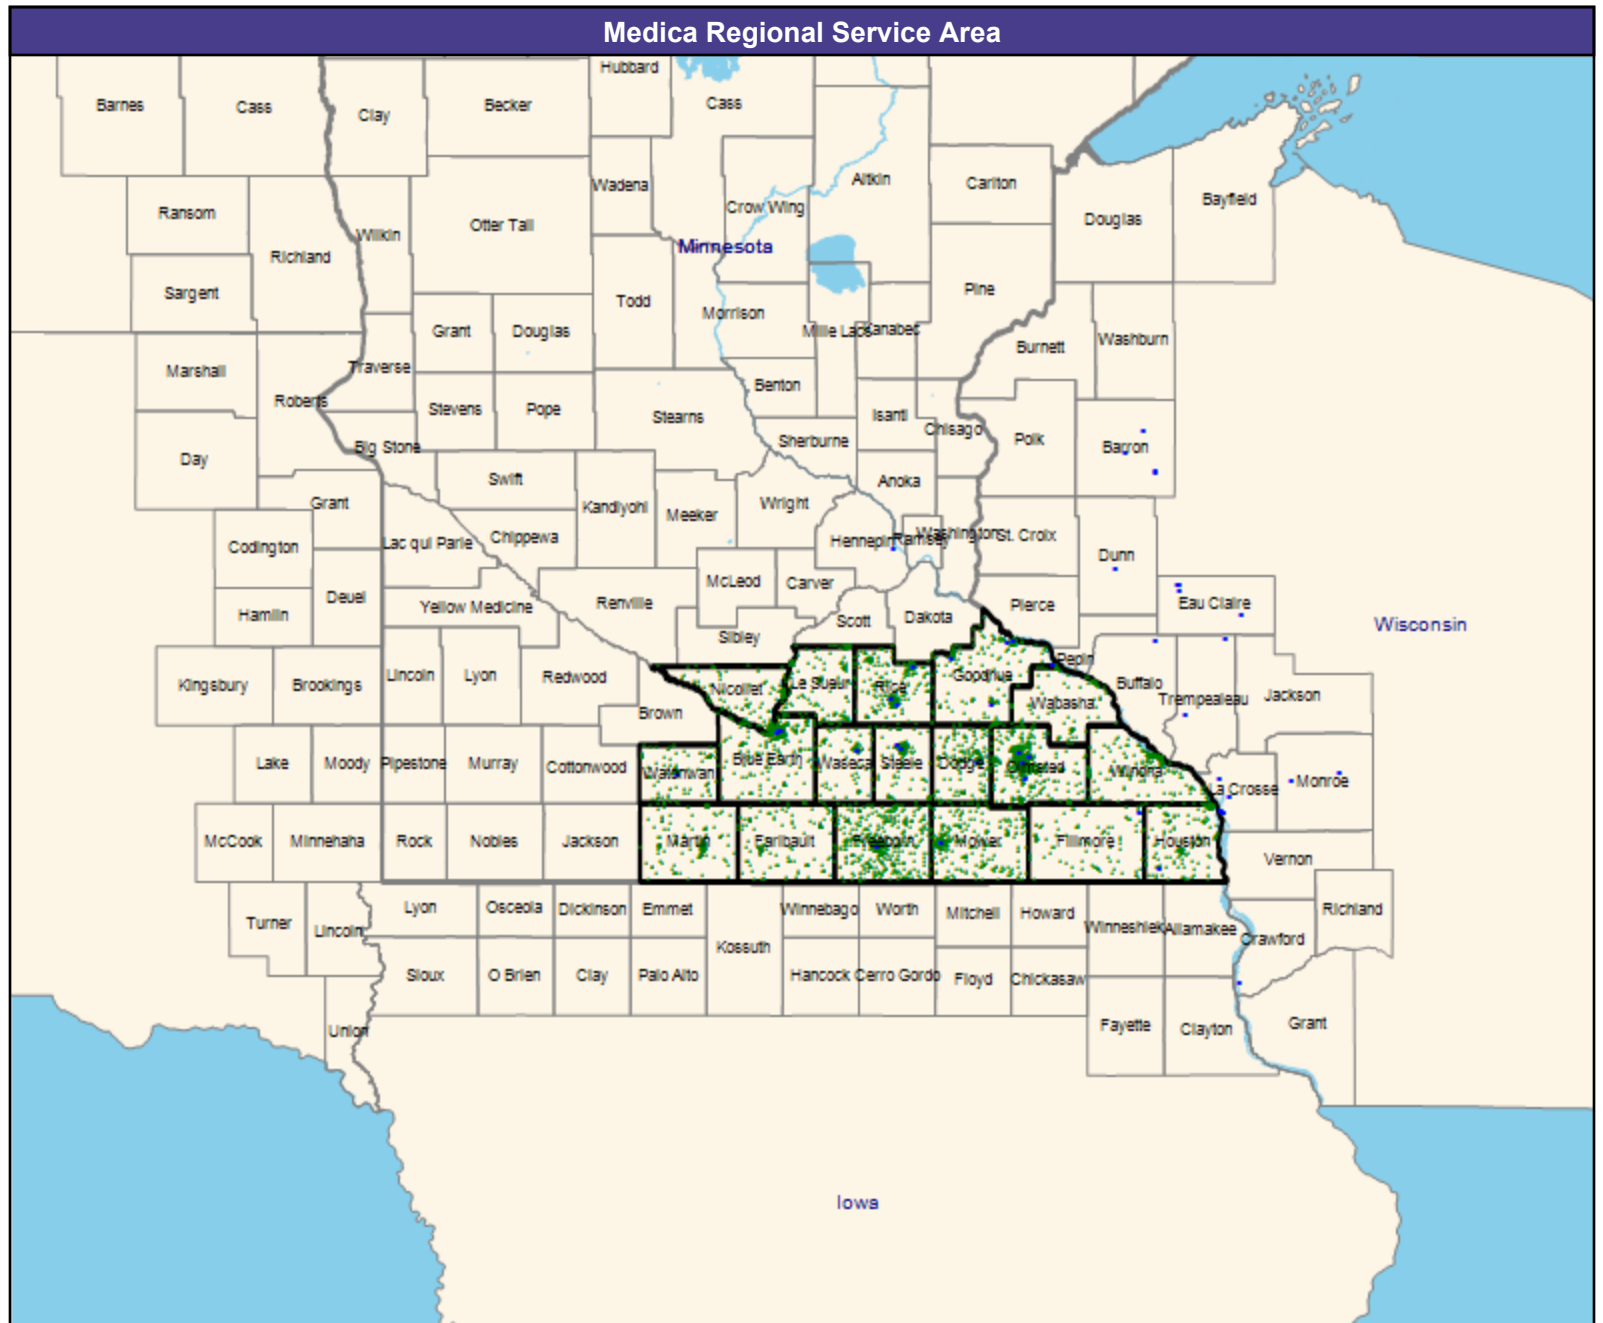 Medica Regional Service Area
Hubbard
Barnes
Cass
Clay
Becker
Cass
Wadena
Aitkin
Carlton
Ransom
Crow Wing
Bayfield
Otter Tail
Wilkin
Douglas
Richland
Minnesota
Sargent
Todd
Pine
Morrison
Grant
Douglas
Mille Lacs
Kanabec
Burnett
Washburn
Marshall
Traverse
Roberts
Benton
Stevens
Pope
Stearns
Isanti
Chisago
Big Stone
Sherburne
Polk
Barron
Day
Swift
Anoka
Grant
Kandiyohi
Meeker
Wright
Codington
Lac qui Parle
Chippewa
Hennepin
Ramsey
Washington
St. Croix
Dunn
McLeod
Carver
Deuel
Yellow Medicine
Renville
Pierce
Eau Claire
Hamlin
Scott
Dakota
Wisconsin
Sibley
Pepin
Kingsbury
Brookings
Lincoln
Lyon
Redwood
Nicollet
Le Sueur
Rice
Goodhue
Buffalo
Trempealeau
Jackson
Brown
Wabasha
Lake
Moody
Pipestone
Murray
Cottonwood
Watonwan
Blue Earth
Waseca
Steele
Dodge
Olmsted
Winona
La Crosse
Monroe
McCook
Minnehaha
Rock
Nobles
Jackson
Martin
Faribault
Freeborn
Mower
Fillmore
Houston
Vernon
Turner
Lincoln
Lyon
Osceola
Dickinson
Emmet
Kossuth
Winnebago
Worth
Mitchell
Howard
Winneshiek
Allamakee
Crawford
Richland
Sioux
O Brien
Clay
Palo Alto
Hancock
Cerro Gordo
Floyd
Chickasaw
Union
Fayette
Clayton
Grant
Iowa